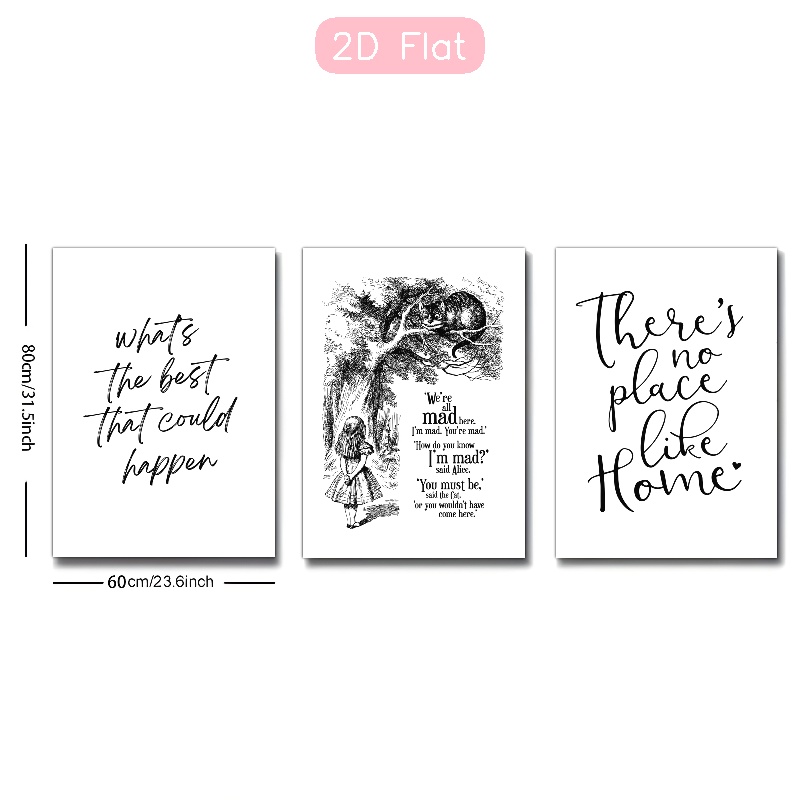 2D Flat
80cm/31.5inch
what's
the best
that could
happen
60cm/23.6inch
'We're
all
mad here.
I'm mad. You're mad.'
'How do you know
I'm mad?'
said Alice.
'You must be,'
said the Cat.
'or you wouldn't have
come here.'
There's
no
place
like
Home